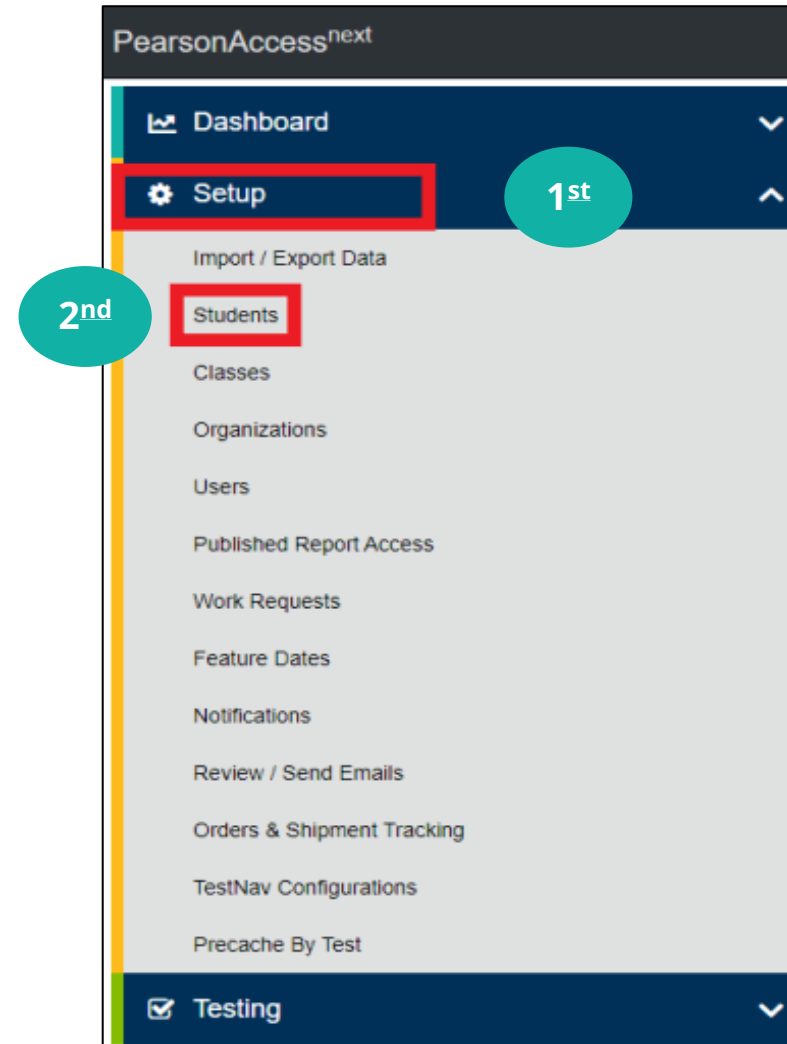 PearsonAccessnext
Dashboard
Setup
1st
Import / Export Data
2nd
Students
Classes
Organizations
Users
Published Report Access
Work Requests
Feature Dates
Notifications
Review / Send Emails
Orders & Shipment Tracking
TestNav Configurations
Precache By Test
Testing